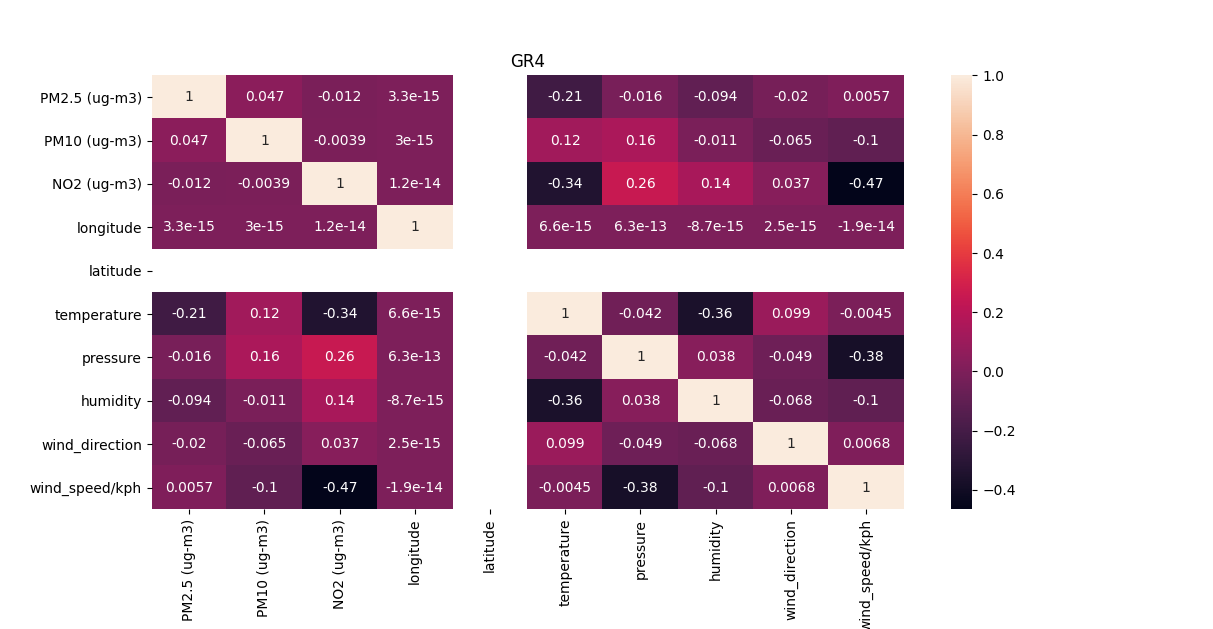 GR4
PM2.5 (ug-m3) 1 0.047 -0.012 3.3e-15 -0.21 -0.016 -0.094 -0.02 0.0057 1.0
PM10 (ug-m3) 0.047 1 -0.0039 3e-15 0.12 0.16 -0.011 -0.065 -0.1 0.8
NO2 (ug-m3) -0.012 -0.0039 1 1.2e-14 -0.34 0.26 0.14 0.037 -0.47 0.6
longitude 3.3e-15 3e-15 1.2e-14 1 6.6e-15 6.3e-13 -8.7e-15 2.5e-15 -1.9e-14 0.4
latitude
temperature -0.21 0.12 -0.34 6.6e-15 1 -0.042 -0.36 0.099 -0.0045 0.2
pressure -0.016 0.16 0.26 6.3e-13 -0.042 1 0.038 -0.049 -0.38 0.0
humidity -0.094 -0.011 0.14 -8.7e-15 -0.36 0.038 1 -0.068 -0.1
wind_direction -0.02 -0.065 0.037 2.5e-15 0.099 -0.049 -0.068 1 0.0068 −0.2
wind_speed/kph 0.0057 -0.1 -0.47 -1.9e-14 -0.0045 -0.38 -0.1 0.0068 1 −0.4
PM2.5 (ug-m3) PM10 (ug-m3) NO2 (ug-m3) longitude latitude temperature pressure humidity wind_direction wind_speed/kph